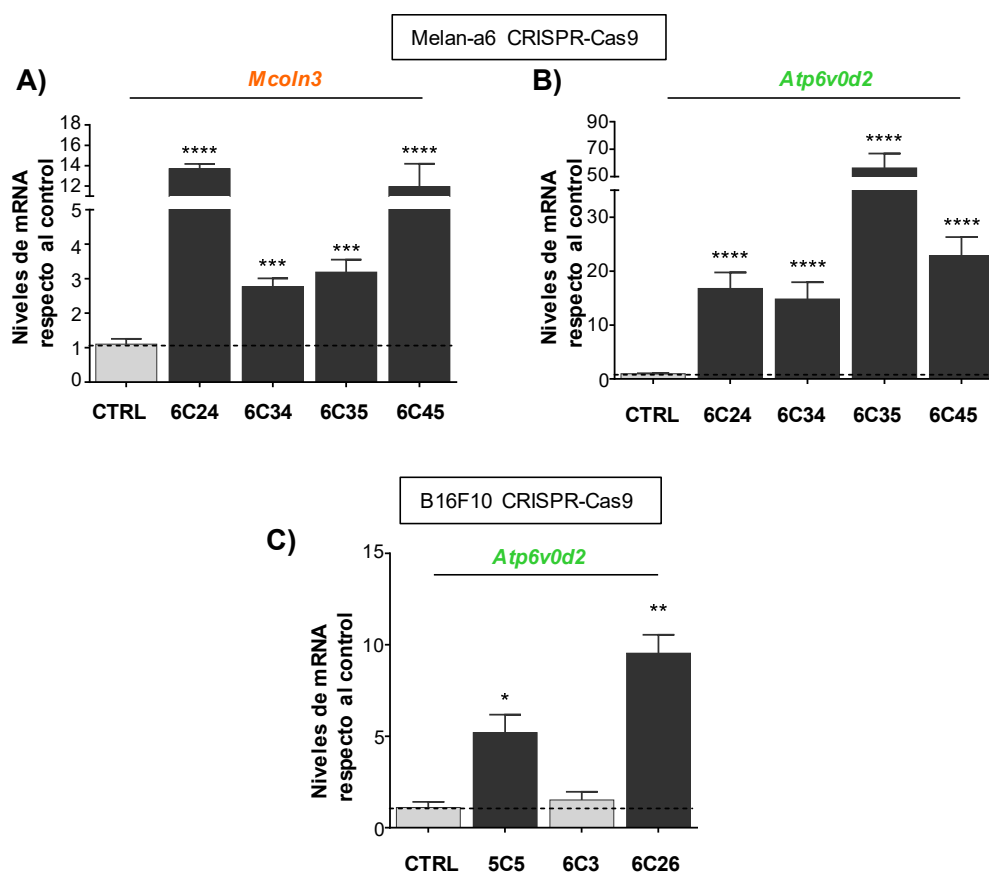 Melan-a6 CRISPR-Cas9
A)
Mcoln3
Niveles de mRNA
respecto al control
18
16
14
12
5
4
3
2
1
0
****
***
***
****
CTRL 6C24 6C34 6C35 6C45
B)
Atp6v0d2
Niveles de mRNA
respecto al control
90
70
50
30
20
10
0
****
****
****
****
CTRL 6C24 6C34 6C35 6C45
B16F10 CRISPR-Cas9
C)
Atp6v0d2
Niveles de mRNA
respecto al control
15
10
5
0
*
**
CTRL 5C5 6C3 6C26